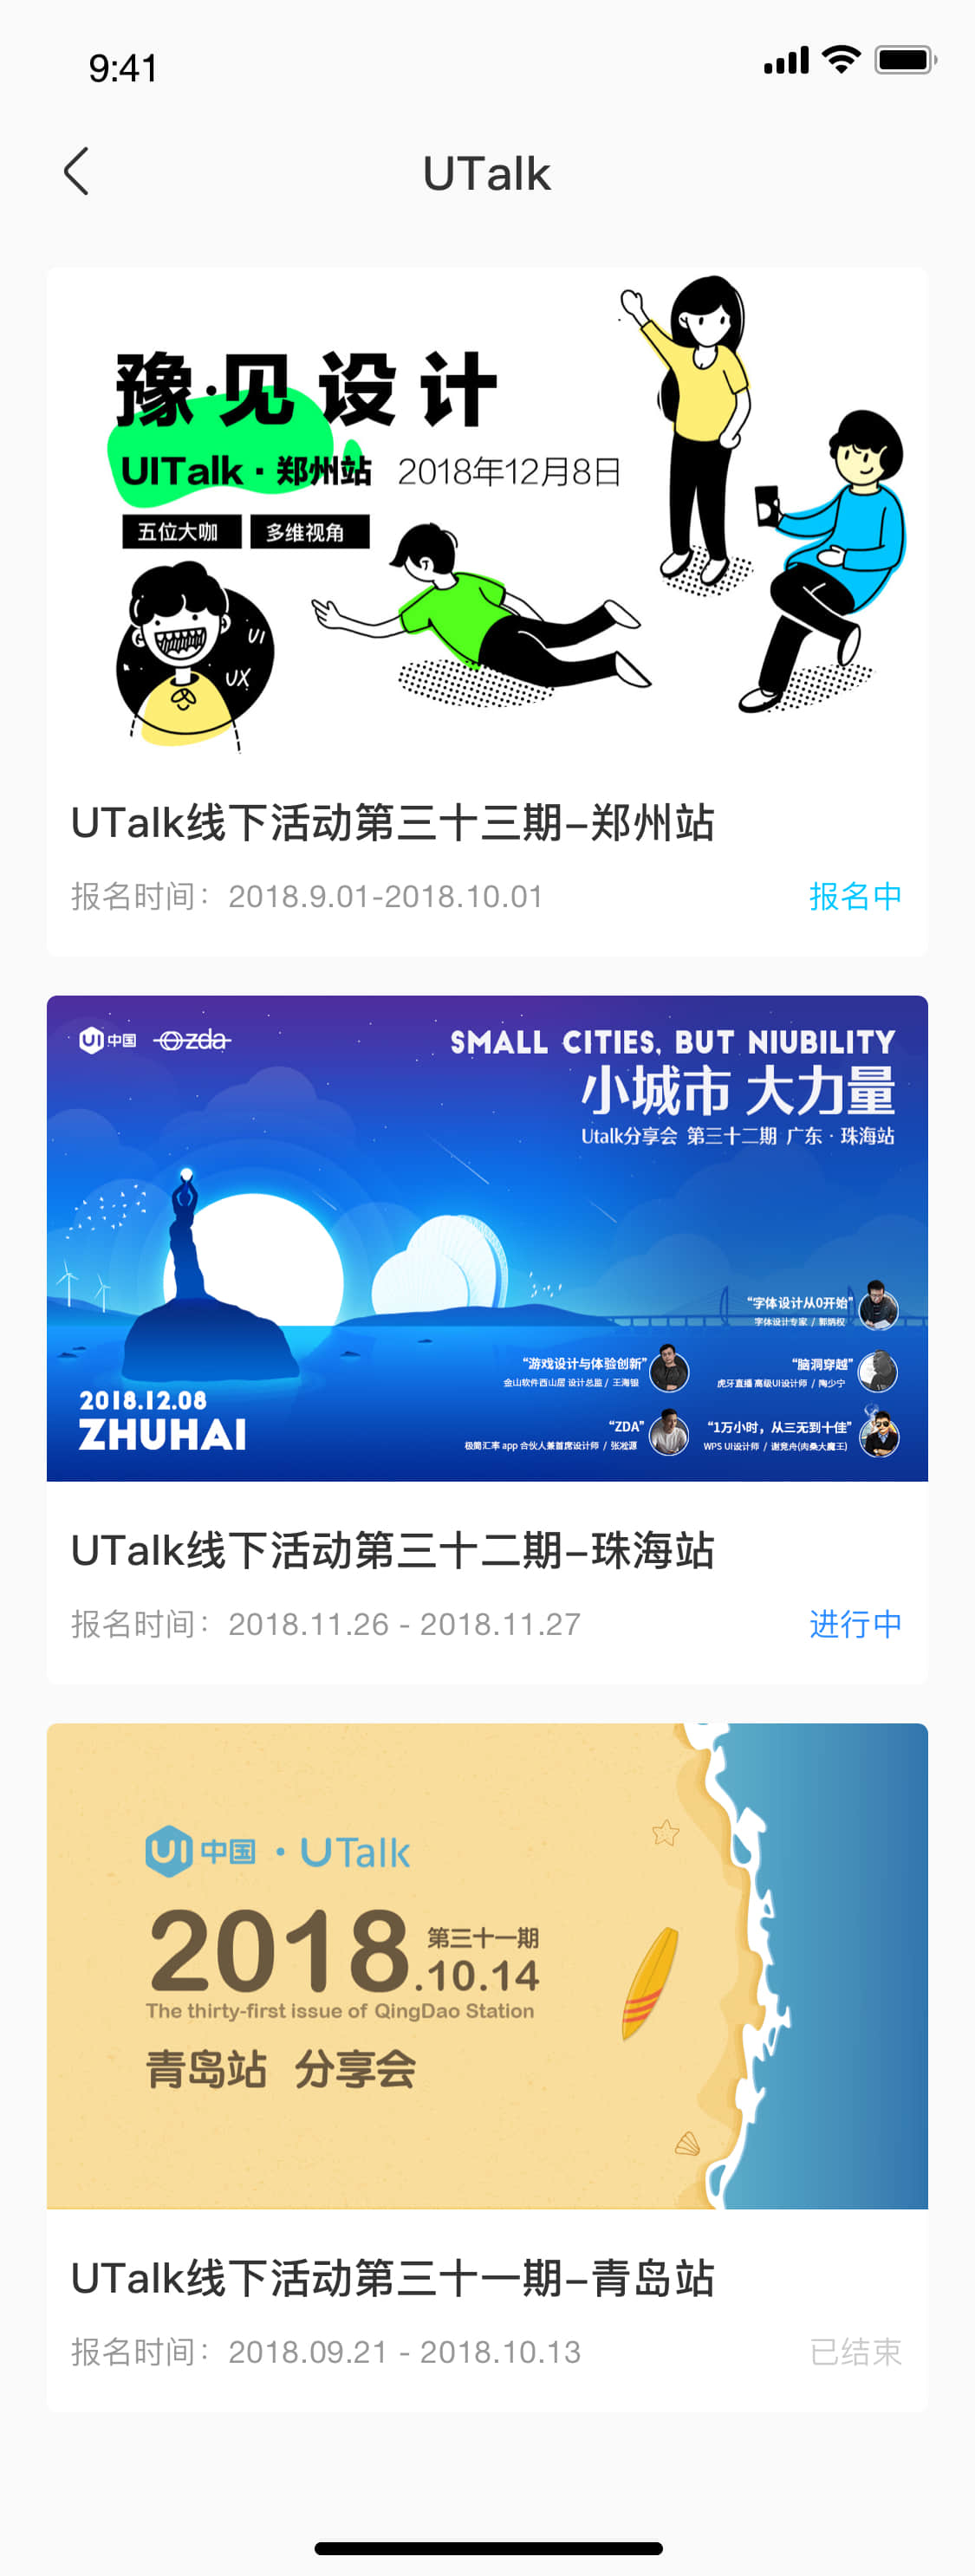 9:41
UTalk
豫·见设计
UITalk · 郑州站 2018年12月8日
五位大咖 多维视角
UI
UX
UTalk线下活动第三十三期-郑州站
报名时间：2018.9.01-2018.10.01 报名中
UI中国 zda
SMALL CITIES, BUT NIUBILITY
小城市 大力量
Utalk分享会 第三十二期 广东 · 珠海站
“字体设计从0开始”
字体设计专家 / 郭炳权
“游戏设计与体验创新” “脑洞穿越”
金山软件西山居 设计总监 / 王海银 虎牙直播 高级UI设计师 / 陶少宁
2018.12.08
ZHUHAI
“ZDA” “1万小时，从三无到十佳”
极简汇率 app 合伙人兼首席设计师 / 张淞源 WPS UI设计师 / 谢竞舟(肉桑大魔王)
UTalk线下活动第三十二期-珠海站
报名时间：2018.11.26 - 2018.11.27 进行中
UI中国 · UTalk
2018.10.14 第三十一期
The thirty-first issue of QingDao Station
青岛站 分享会
UTalk线下活动第三十一期-青岛站
报名时间：2018.09.21 - 2018.10.13 已结束